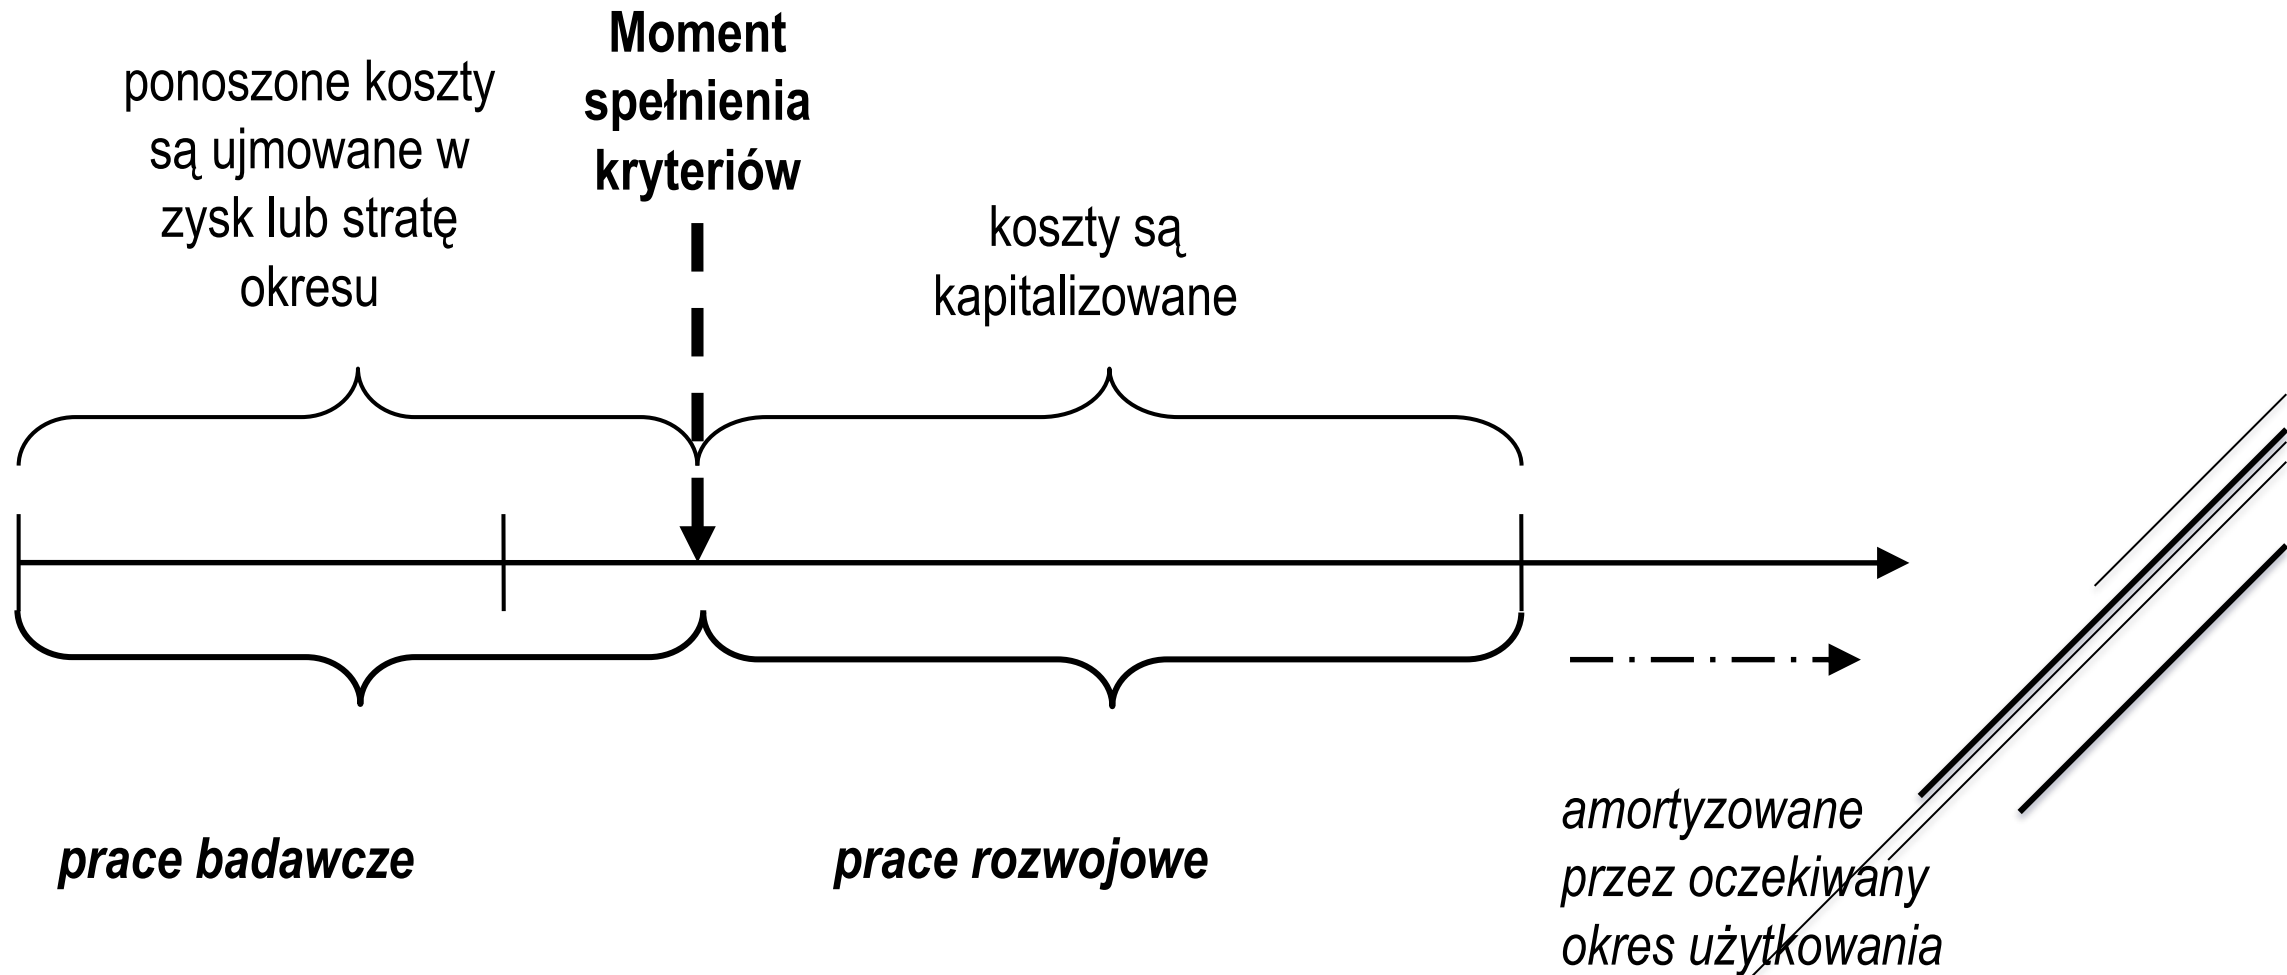 ponoszone koszty
są ujmowane w
zysk lub stratę
okresu
Moment
spełnienia
kryteriów
koszty są
kapitalizowane
prace badawcze
prace rozwojowe
amortyzowane
przez oczekiwany
okres użytkowania